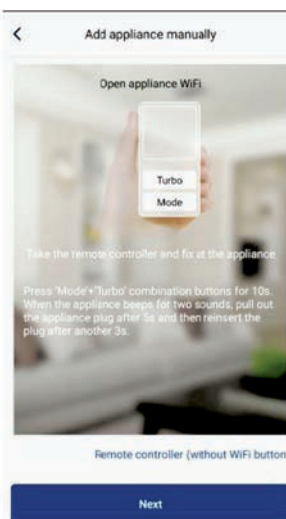 Add appliance manually
Open appliance WiFi
Turbo
Mode
Take the remote controller and fix at the appliance
Press 'Mode'+'Turbo' combination buttons for 10s.
When the appliance beeps for two sounds, pull out
the appliance plug after 5s and then reinsert the
plug after another 3s.
Remote controller (without WiFi button
Next